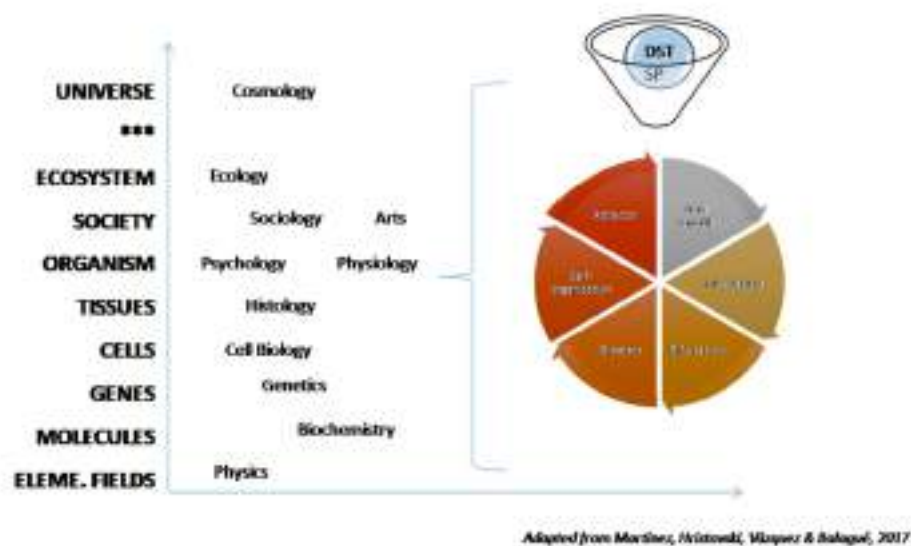 DST
SP
UNIVERSE Cosmology
•••
ECOSYSTEM Ecology
SOCIETY Sociology Arts
ORGANISM Psychology Physiology
TISSUES Histology
CELLS Cell Biology
GENES Genetics
MOLECULES Biochemistry
ELEME. FIELDS Physics
Adapted from Martínez, Hristovski, Vázquez & Balagué, 2017